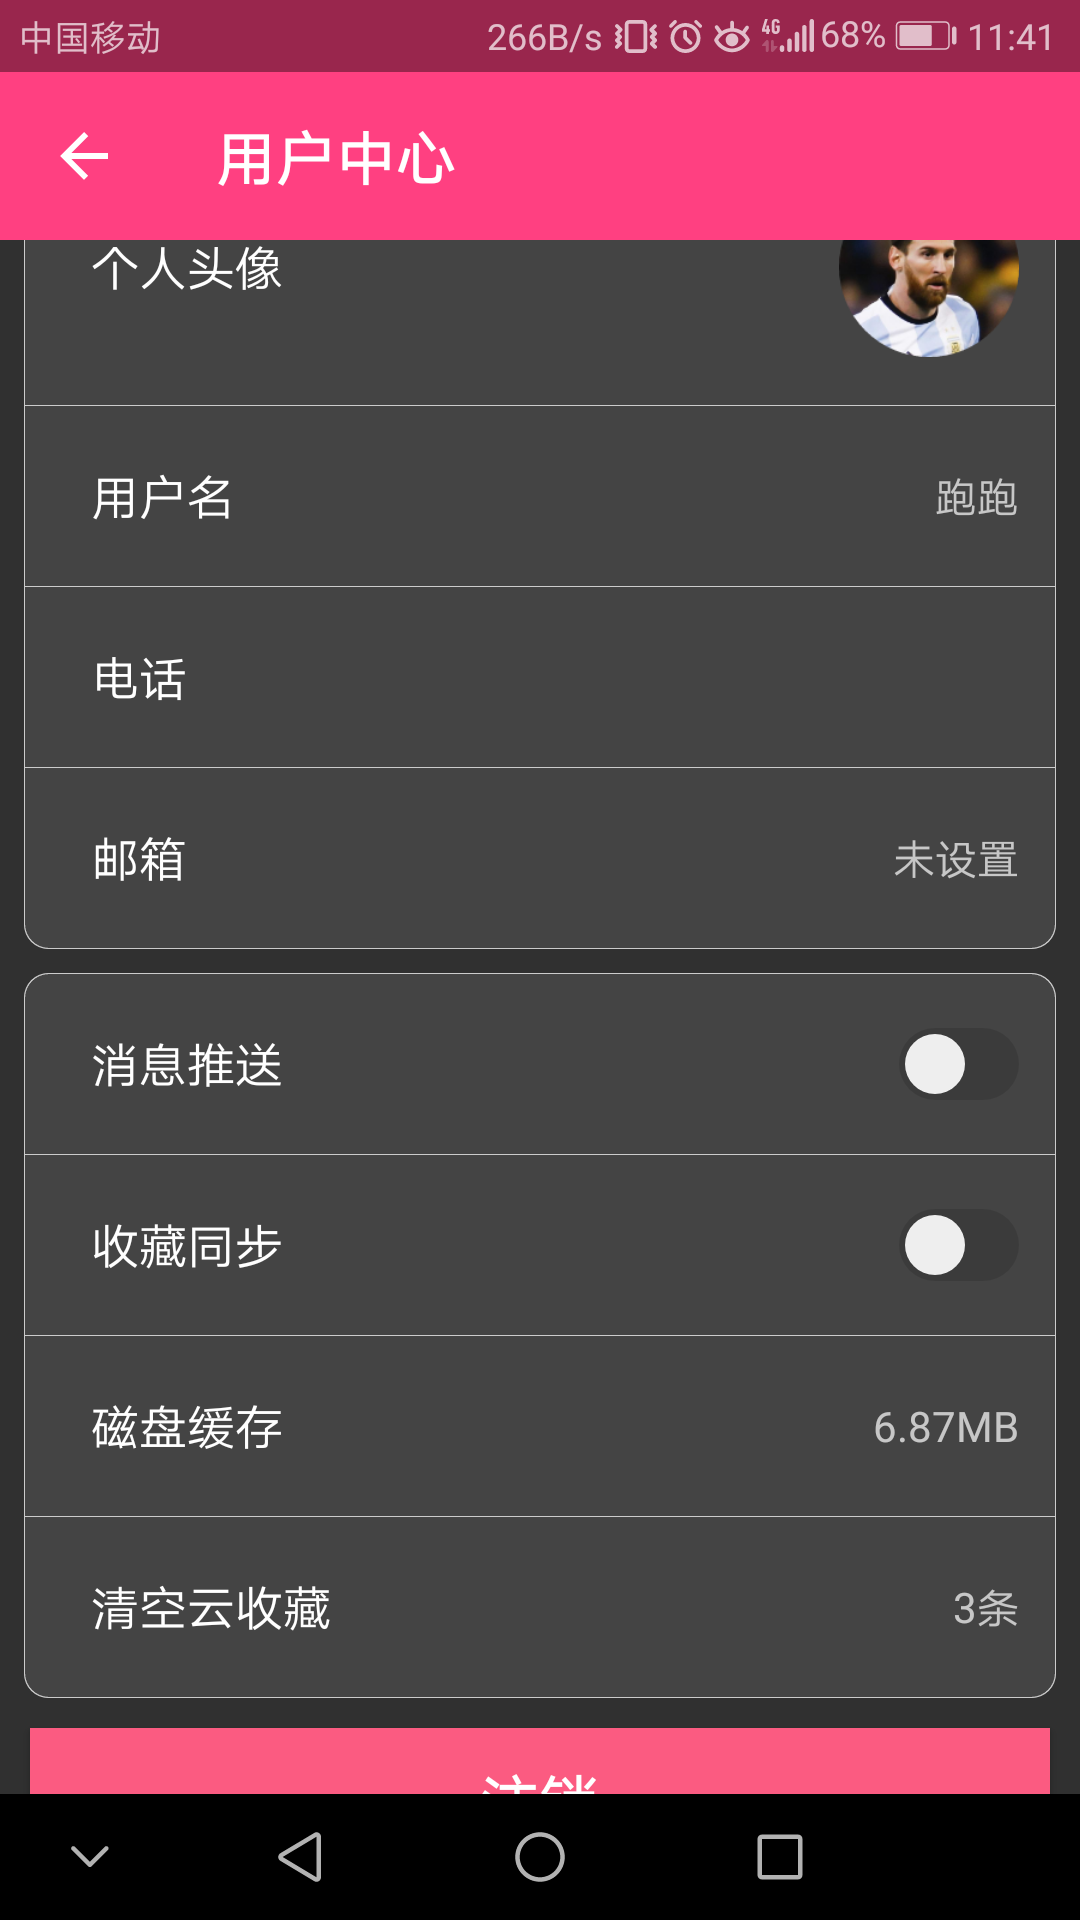 中国移动 266B/s 4G 68% 11:41
用户中心
个人头像
用户名 跑跑
电话
邮箱 未设置
消息推送
收藏同步
磁盘缓存 6.87MB
清空云收藏 3条
注销